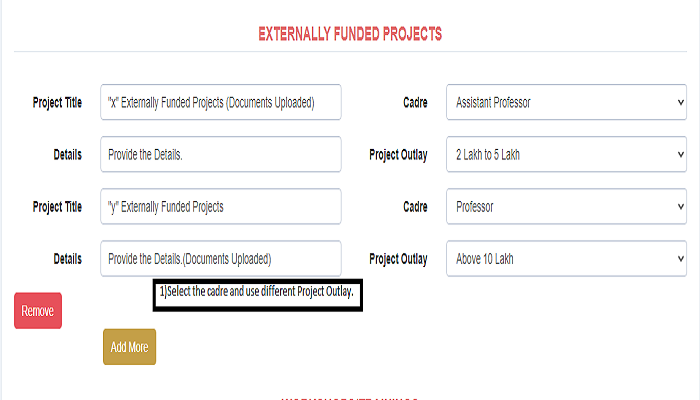 EXTERNALLY FUNDED PROJECTS
Project Title "x" Externally Funded Projects (Documents Uploaded) Cadre Assistant Professor
Details Provide the Details. Project Outlay 2 Lakh to 5 Lakh
Project Title "y" Externally Funded Projects Cadre Professor
Details Provide the Details.(Documents Uploaded) Project Outlay Above 10 Lakh
1)Select the cadre and use different Project Outlay.
Remove
Add More